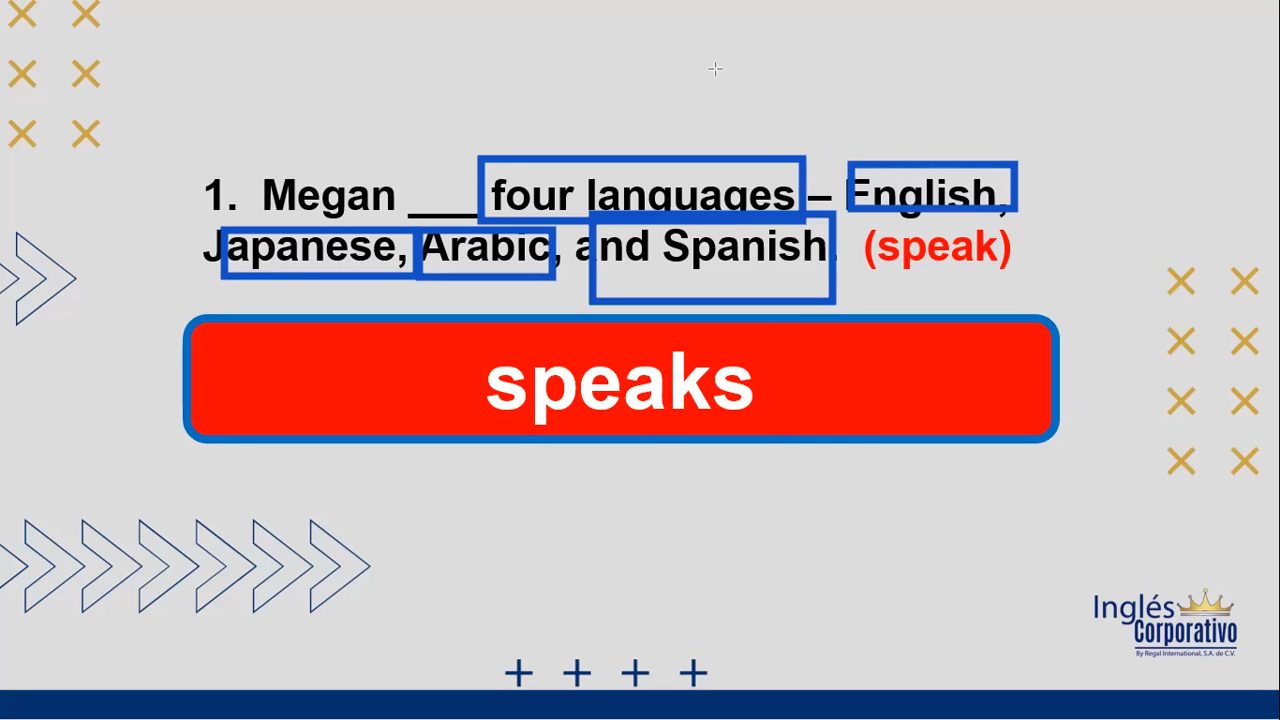 1. Megan ___ four languages – English,
Japanese, Arabic, and Spanish. (speak)
speaks
Inglés
Corporativo
By Regal International, S.A. de C.V.